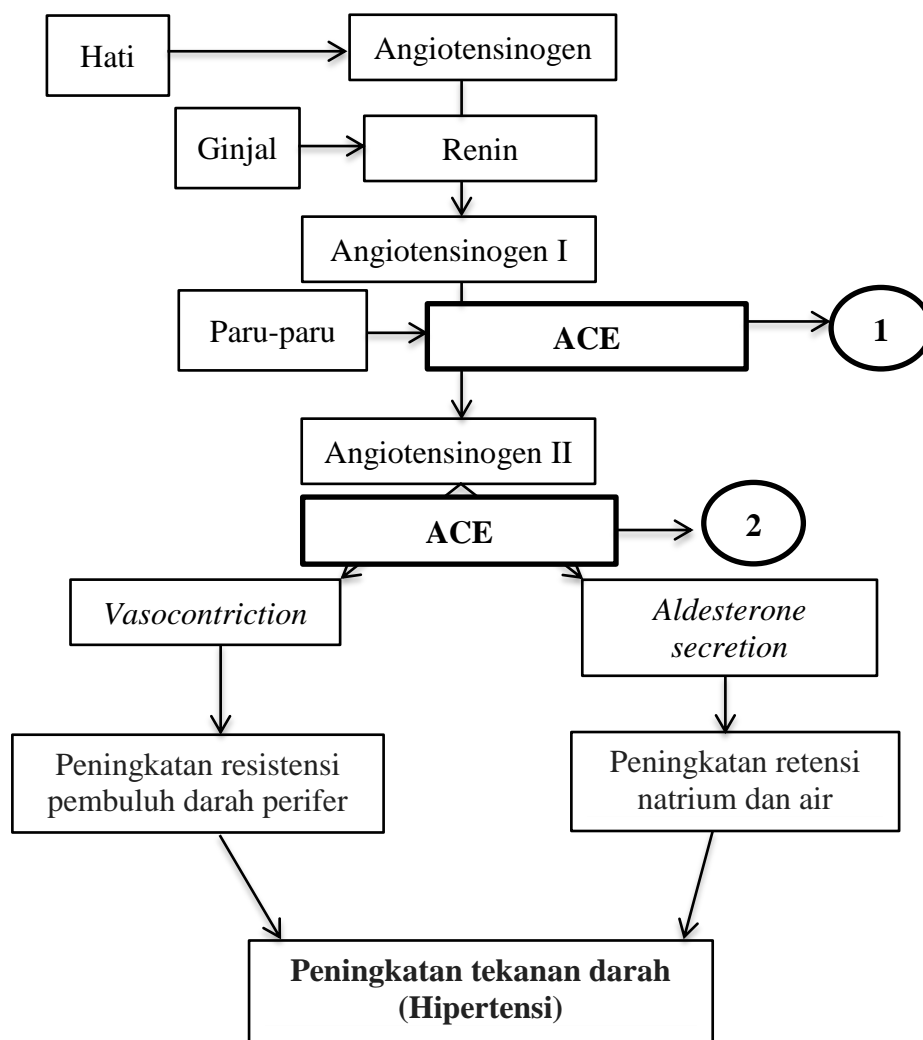 Hati
Angiotensinogen
Ginjal
Renin
Angiotensinogen I
Paru-paru
ACE
1
Angiotensinogen II
ACE
2
Vasocontriction
Aldesterone
secretion
Peningkatan resistensi
pembuluh darah perifer
Peningkatan retensi
natrium dan air
Peningkatan tekanan darah
(Hipertensi)